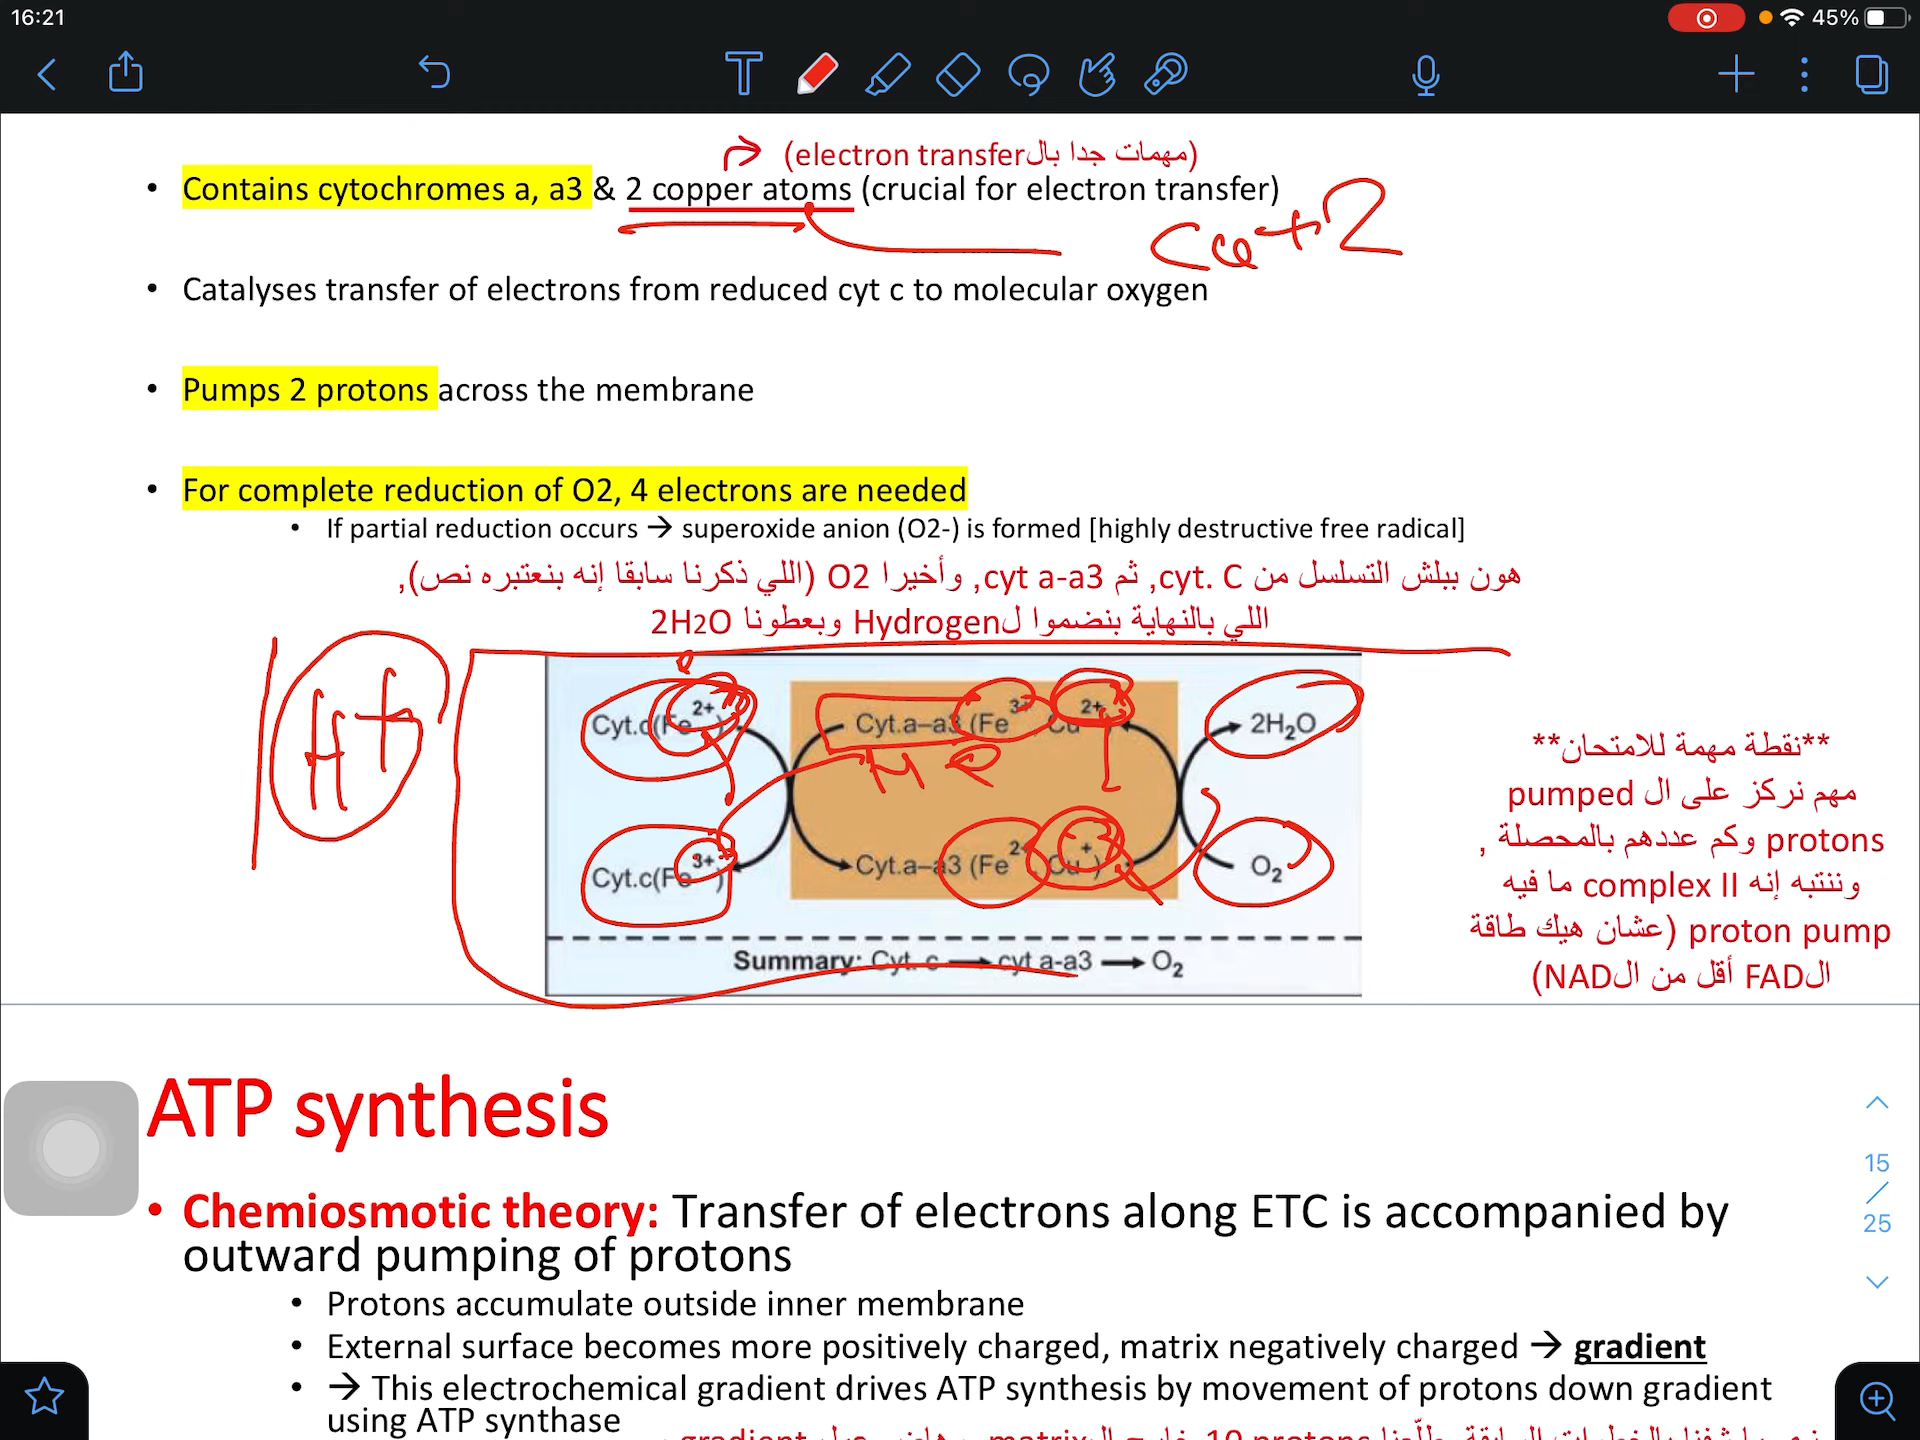 16:21
45%
(مهمات جدا بالelectron transfer)
• Contains cytochromes a, a3 & 2 copper atoms (crucial for electron transfer)
Cu+2
• Catalyses transfer of electrons from reduced cyt c to molecular oxygen
• Pumps 2 protons across the membrane
• For complete reduction of O2, 4 electrons are needed
• If partial reduction occurs → superoxide anion (O2-) is formed [highly destructive free radical]
هون ببلش التسلسل من cyt. C, ثم cyt a-a3, وأخيرا O2 (اللي ذكرنا سابقا إنه بنعتبره نص),
اللي بالنهاية بنضموا لHydrogen وبعطونا 2H2O
H+
Cyt.c(Fe2+) Cyt.a–a3 (Fe3+ Cu2+ 2H₂O
Cyt.c(Fe3+) Cyt.a–a3 (Fe2+ Cu+) O₂
Summary: Cyt. c → cyt a-a3 → O₂
**نقطة مهمة للامتحان**
مهم نركز على ال pumped
protons وكم عددهم بالمحصلة ,
وننتبه إنه complex II ما فيه
proton pump (عشان هيك طاقة
الFAD أقل من الNAD)
ATP synthesis
• Chemiosmotic theory: Transfer of electrons along ETC is accompanied by
outward pumping of protons
• Protons accumulate outside inner membrane
• External surface becomes more positively charged, matrix negatively charged → gradient
• → This electrochemical gradient drives ATP synthesis by movement of protons down gradient
using ATP synthase
15
/
25